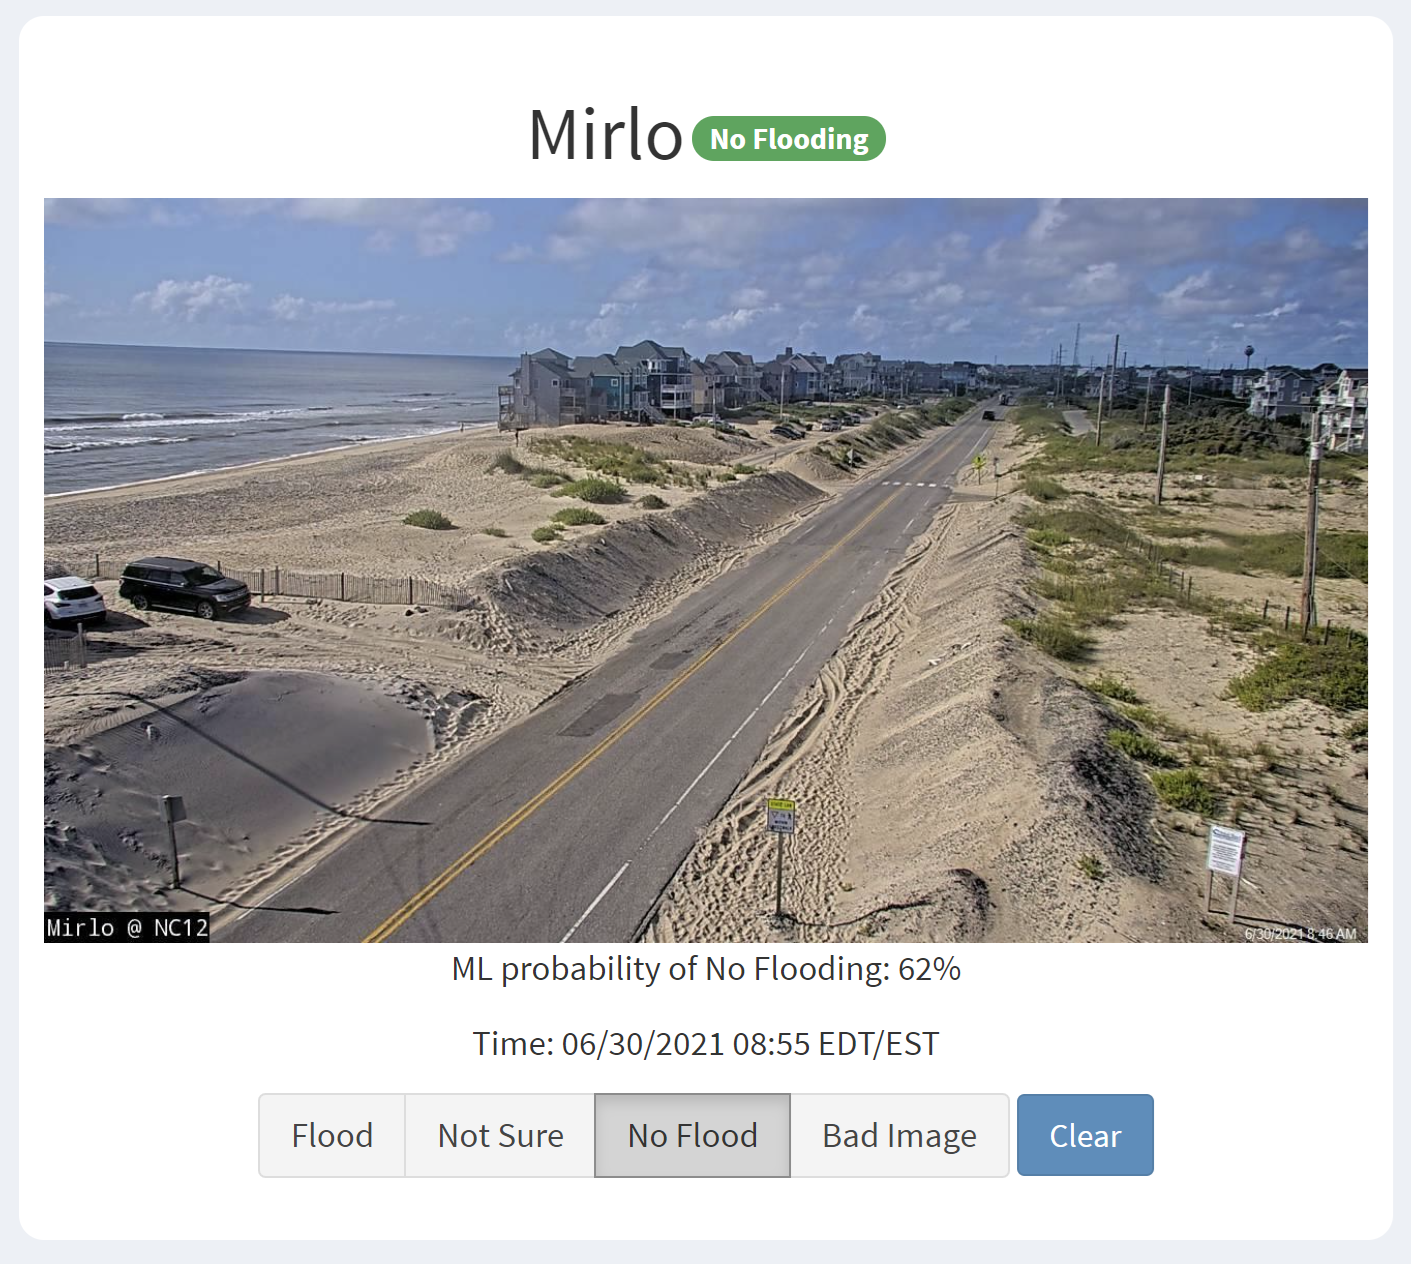 Mirlo No Flooding
Mirlo @ NC12
6/30/2021 8:46 AM
ML probability of No Flooding: 62%
Time: 06/30/2021 08:55 EDT/EST
Flood Not Sure No Flood Bad Image Clear